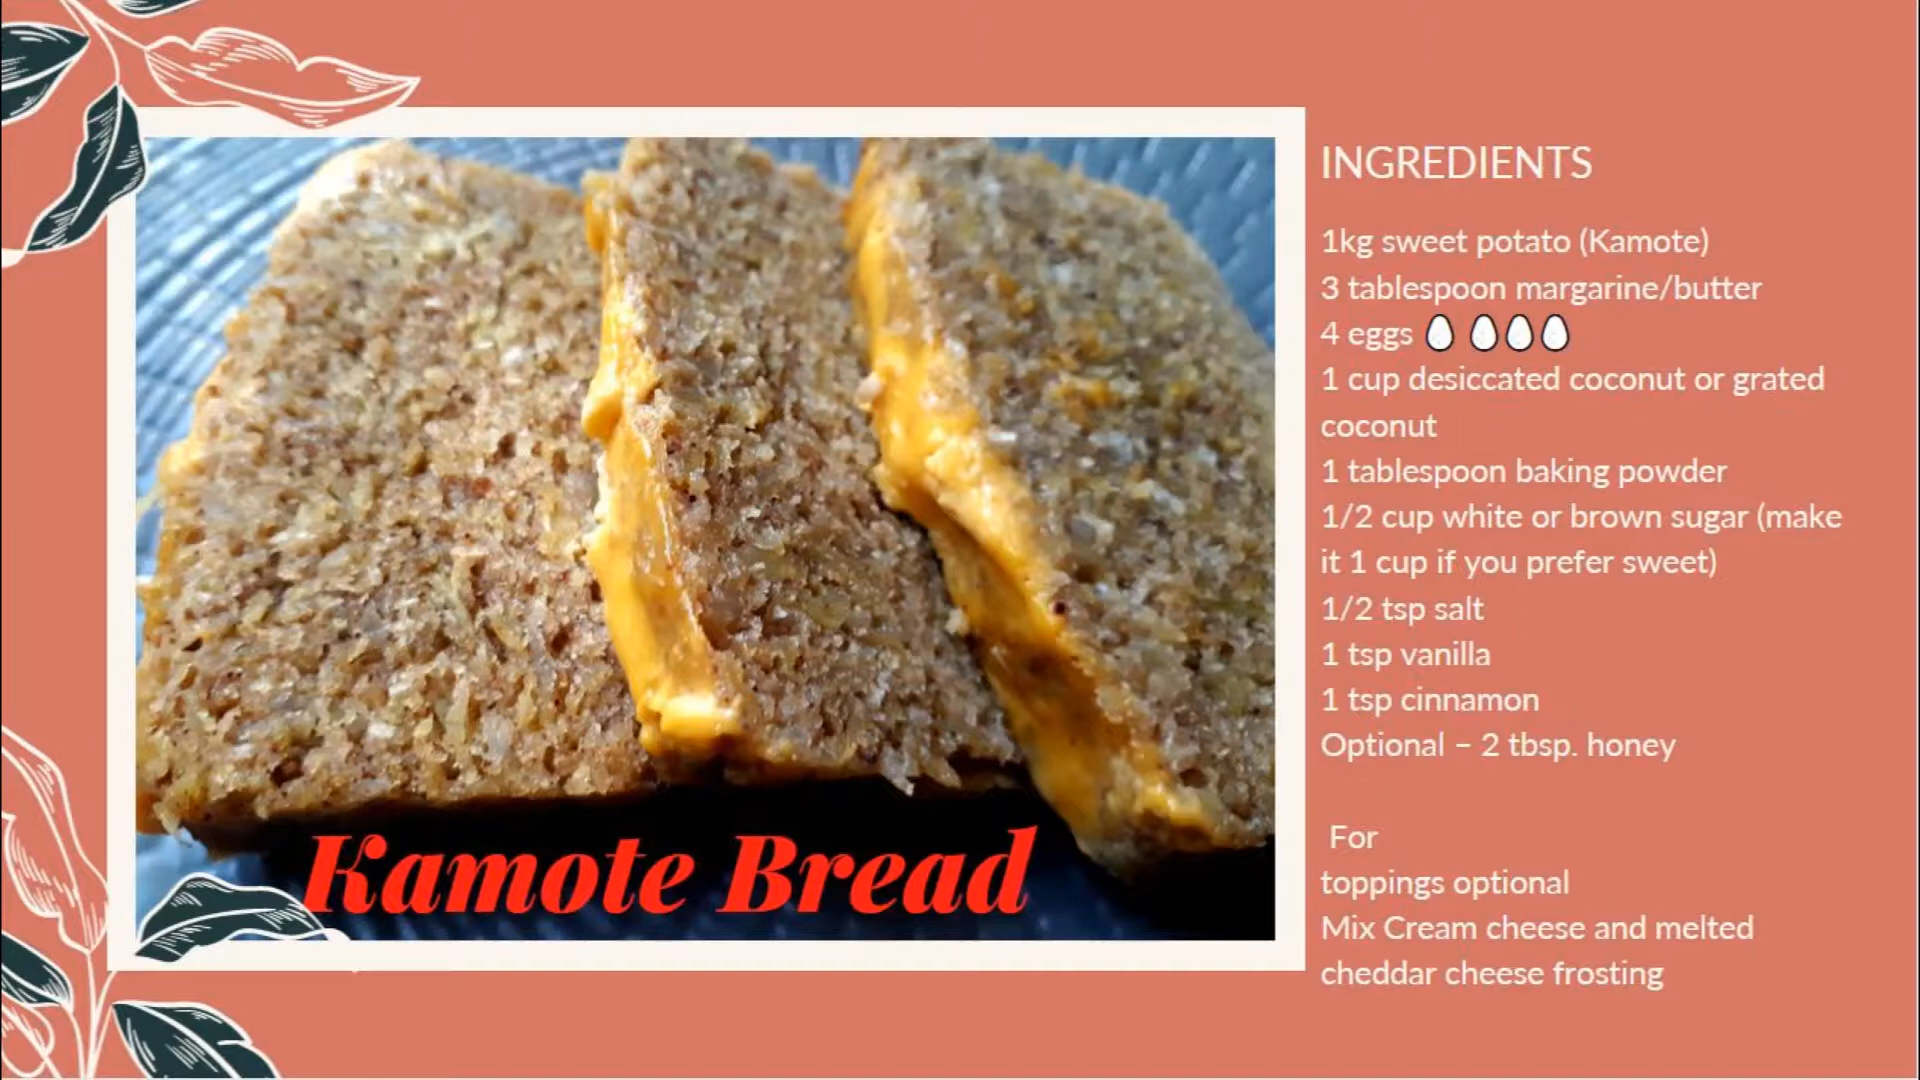 INGREDIENTS
1kg sweet potato (Kamote)
3 tablespoon margarine/butter
4 eggs
1 cup desiccated coconut or grated
coconut
1 tablespoon baking powder
1/2 cup white or brown sugar (make
it 1 cup if you prefer sweet)
1/2 tsp salt
1 tsp vanilla
1 tsp cinnamon
Optional – 2 tbsp. honey
For
toppings optional
Mix Cream cheese and melted
cheddar cheese frosting
Kamote Bread